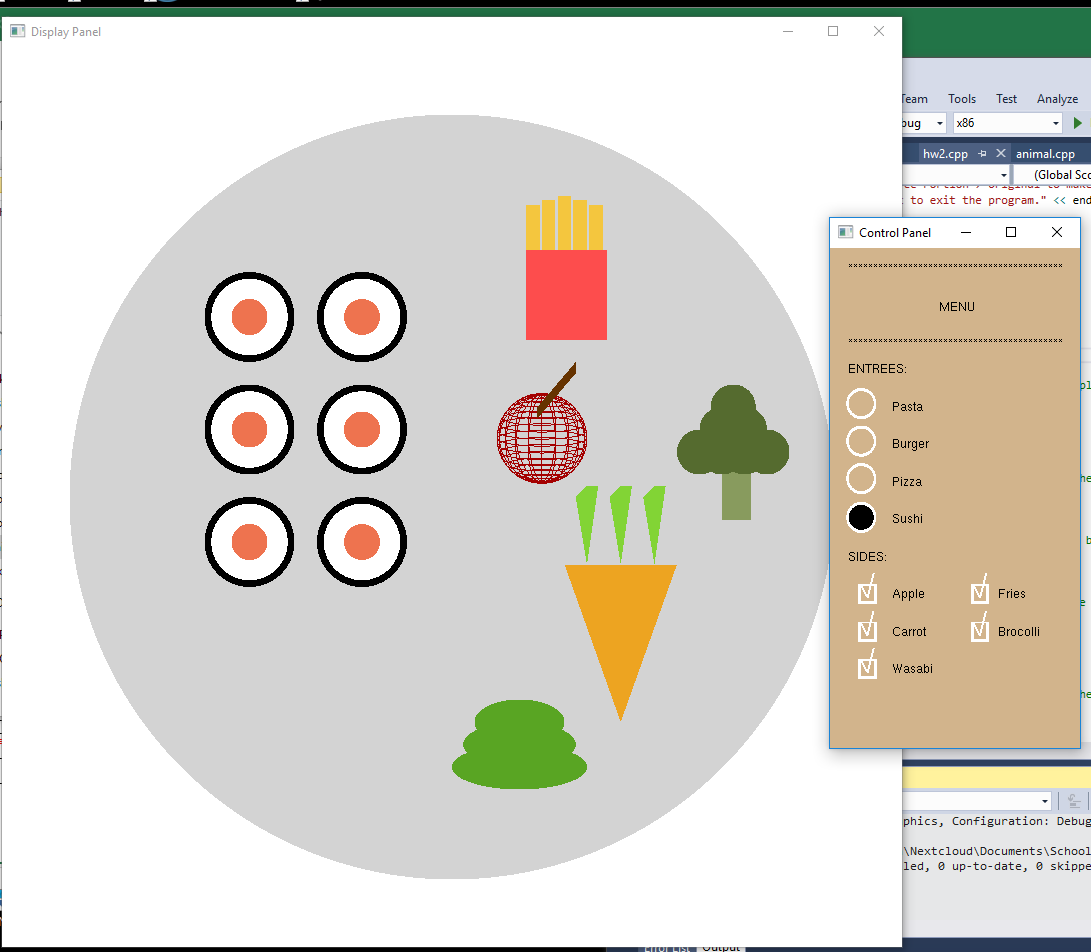 Display Panel
Team Tools Test Analyze
x86
hw2.cpp animal.cpp
(Global Sco
t to exit the program." << end
Control Panel
******************************************
MENU
******************************************
ENTREES:
Pasta
Burger
Pizza
Sushi
SIDES:
Apple Fries
Carrot Brocolli
Wasabi
phics, Configuration: Debug
\Nextcloud\Documents\School
led, 0 up-to-date, 0 skippe
Error List Output